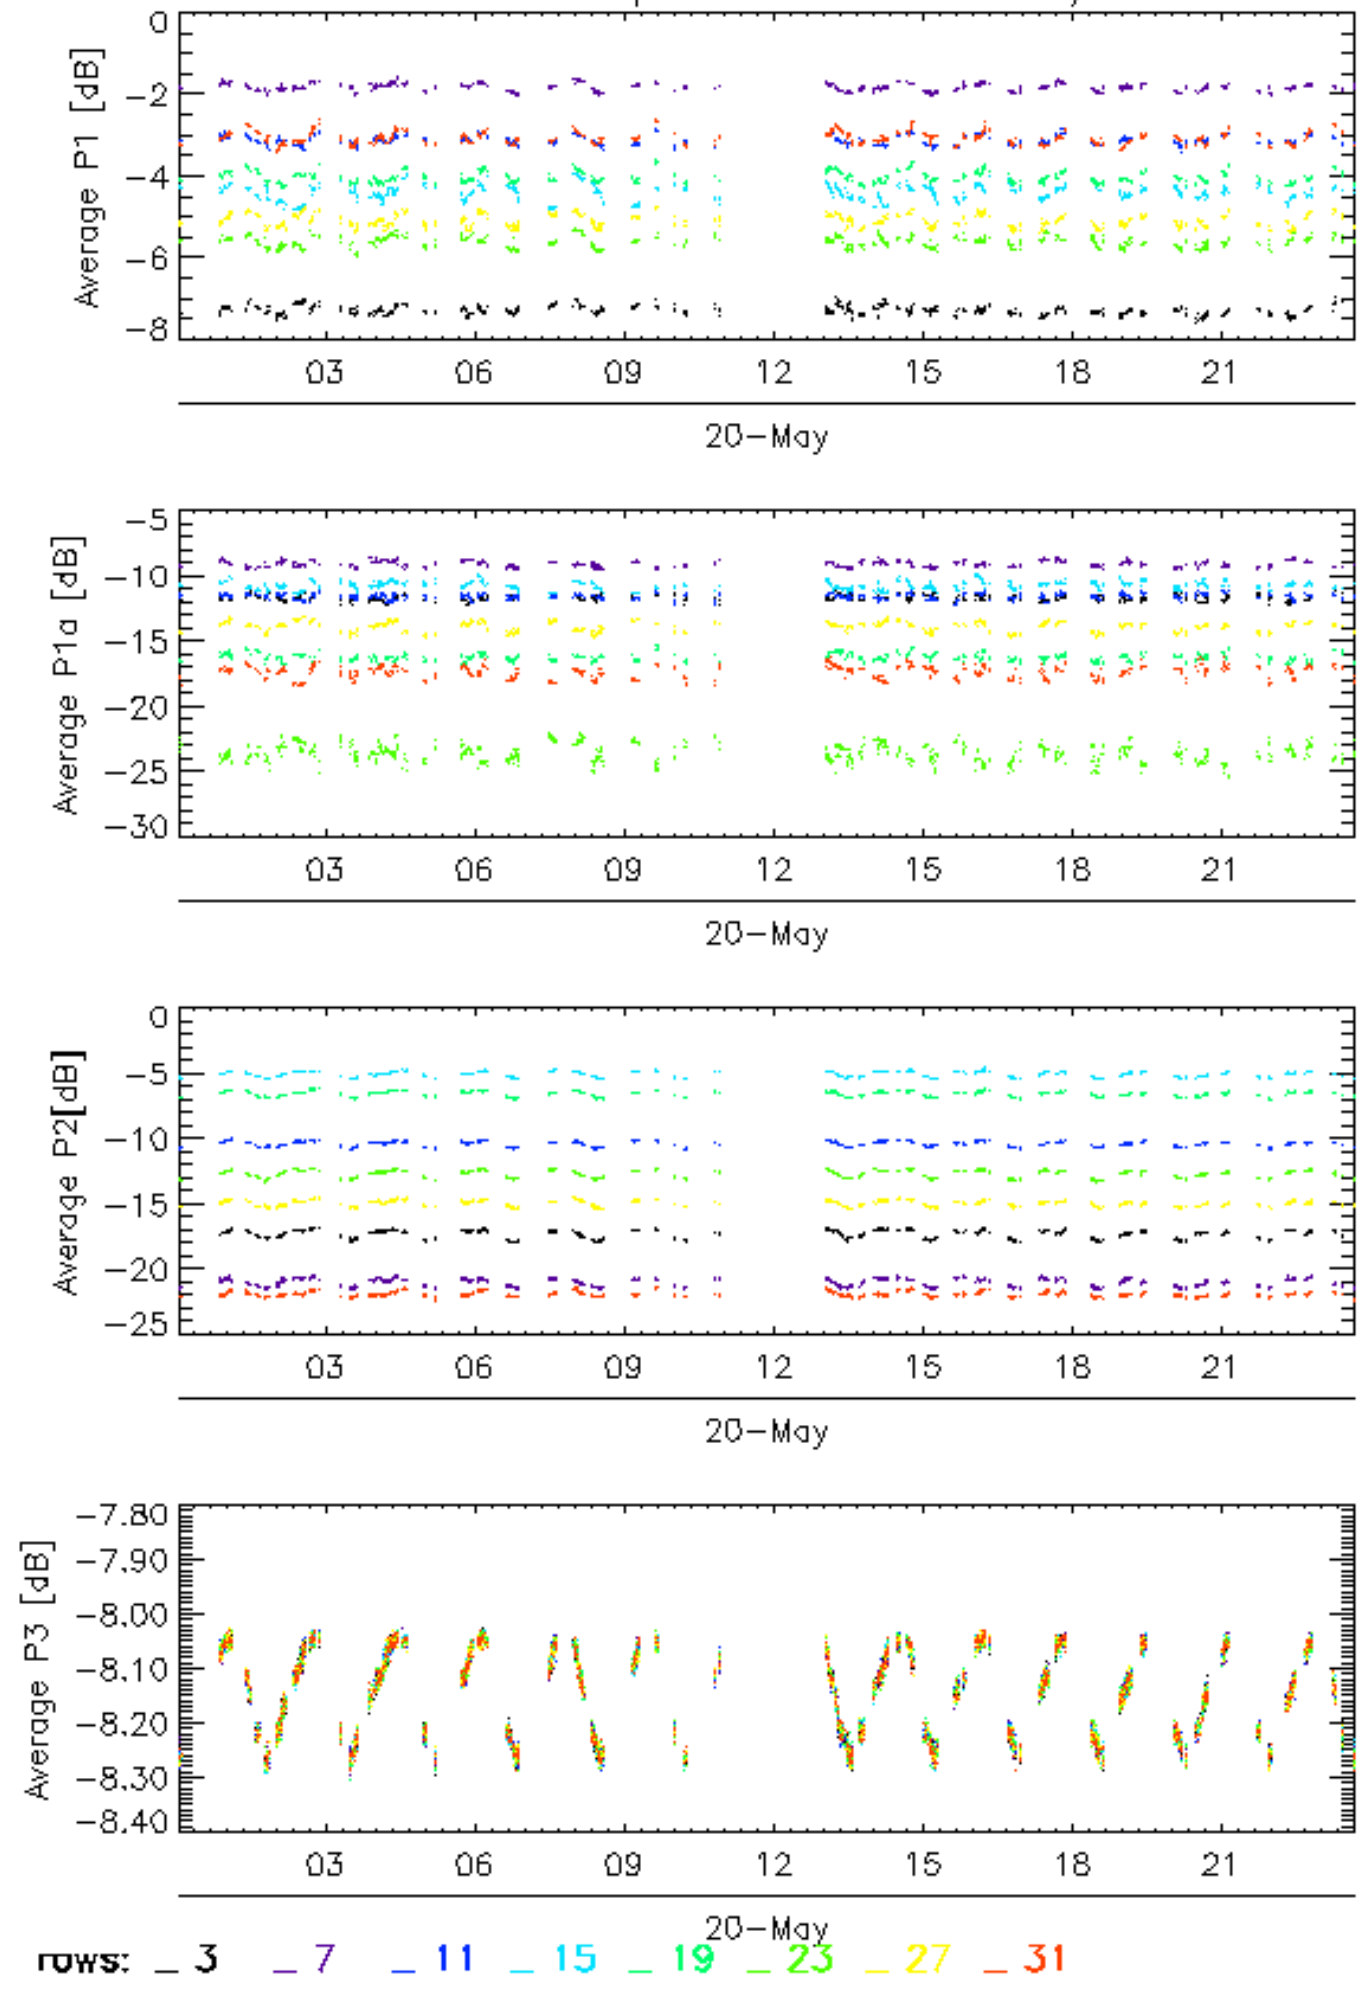 0
−2
−4
−6
−8
Average P1 [dB]
03 06 09 12 15 18 21
20−May
−5
−10
−15
−20
−25
−30
Average P1a [dB]
03 06 09 12 15 18 21
20−May
0
−5
−10
−15
−20
−25
Average P2[dB]
03 06 09 12 15 18 21
20−May
−7.80
−7.90
−8.00
−8.10
−8.20
−8.30
−8.40
Average P3 [dB]
03 06 09 12 15 18 21
20−May
rows: _ 3 _ 7 _ 11 _ 15 _ 19 _ 23 _ 27 _ 31